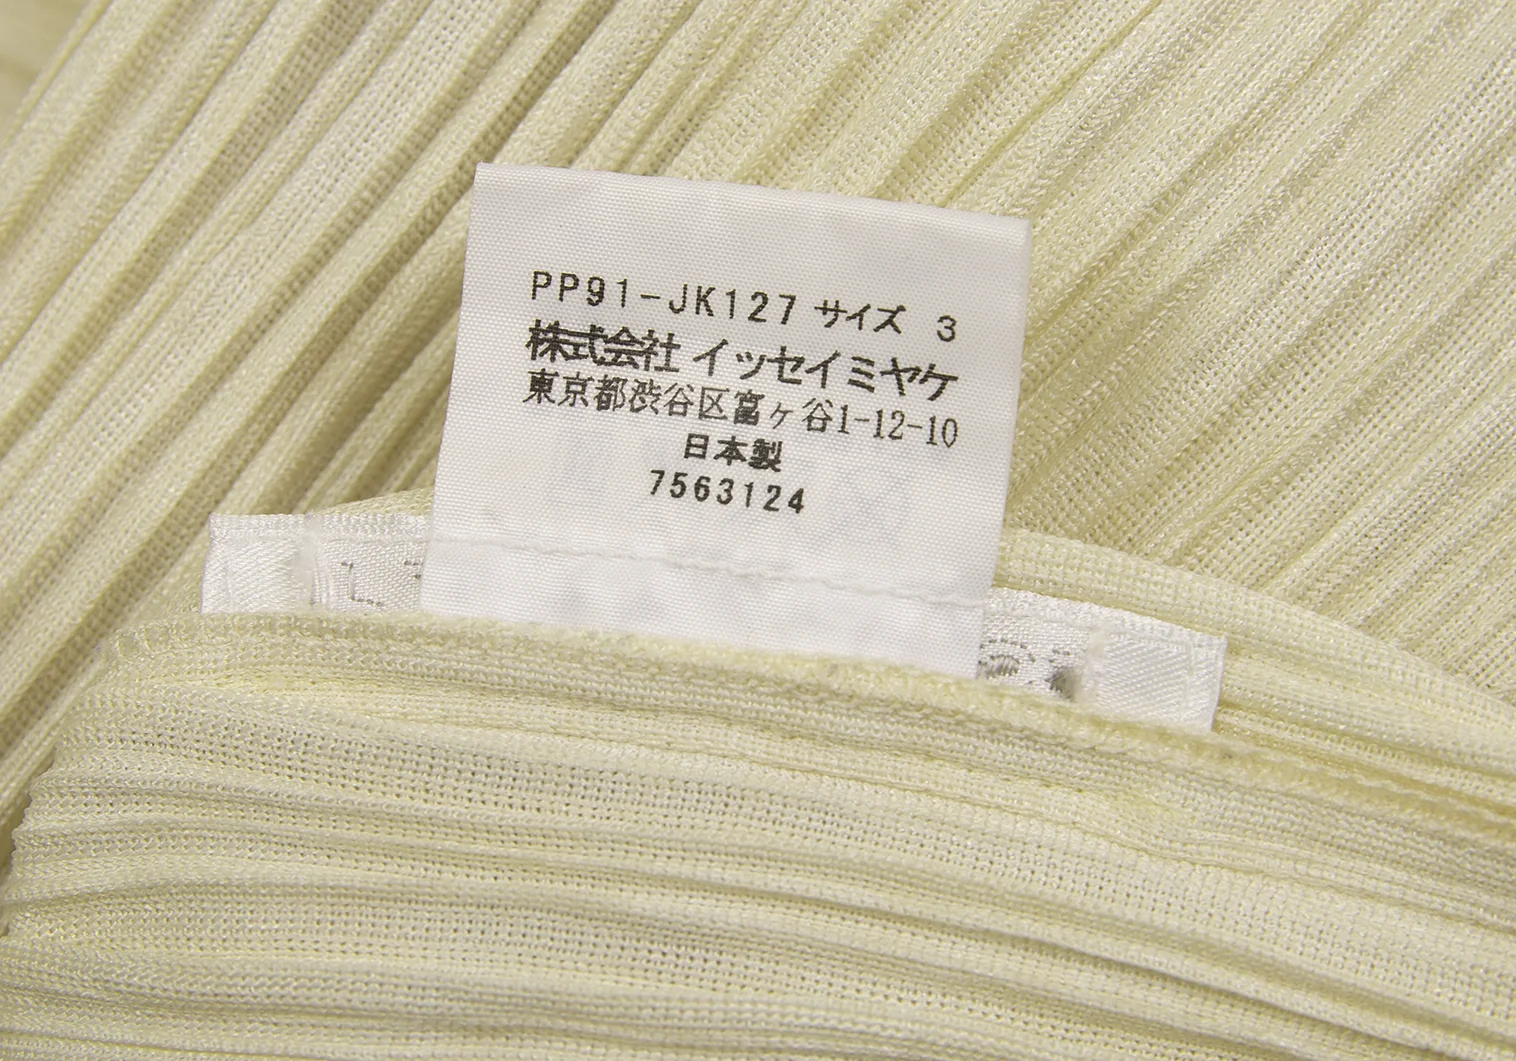 PP91-JK127 サイズ 3
株式会社 イッセイミヤケ
東京都渋谷区富ヶ谷1-12-10
日本製
7563124